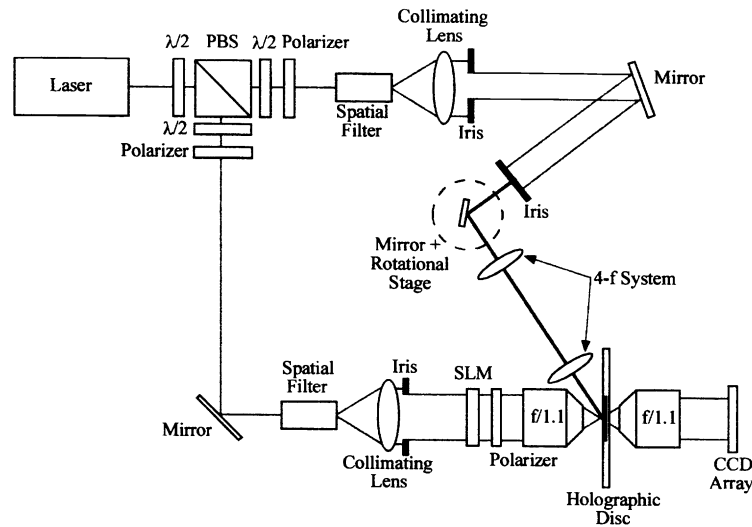 Laser
λ/2
PBS
λ/2
Polarizer
Collimating
Lens
Mirror
Spatial
Filter
Iris
λ/2
Polarizer
Iris
Mirror +
Rotational
Stage
4-f System
Spatial
Filter
Iris
SLM
f/1.1
f/1.1
Mirror
Collimating
Lens
Polarizer
Holographic
Disc
CCD
Array